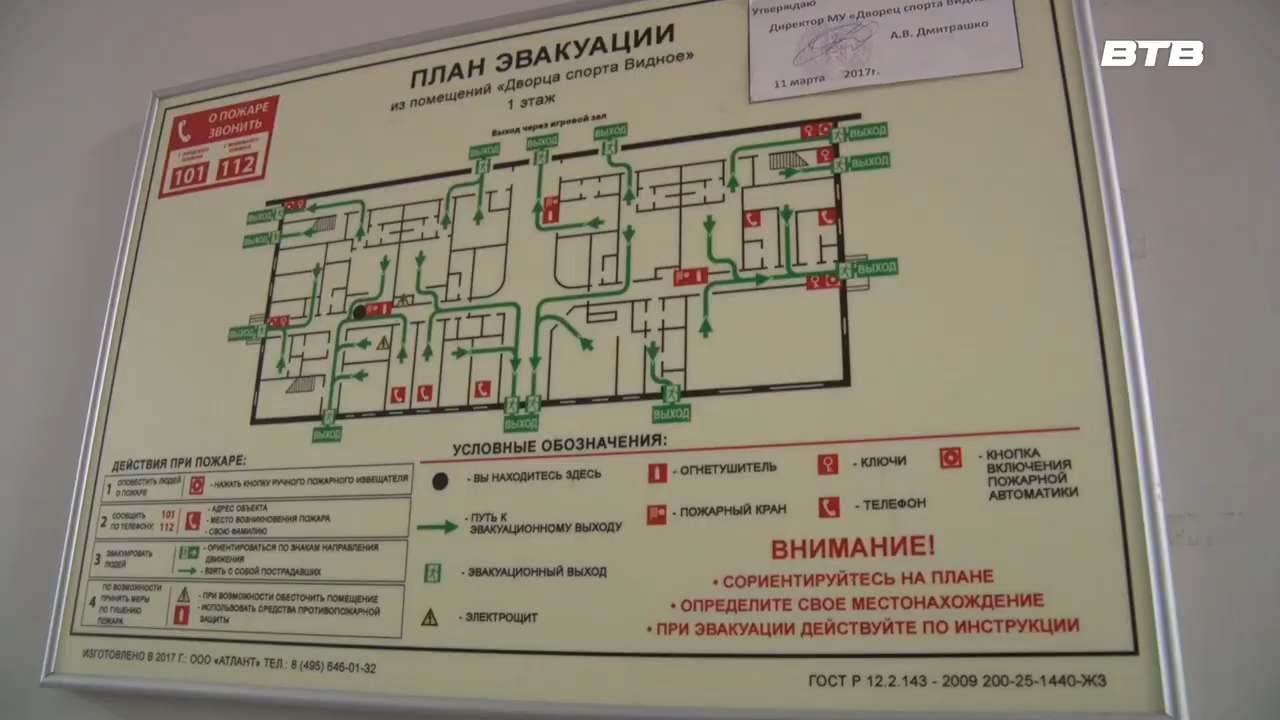 Утверждаю
Директор МУ «Дворец спорта Видное
А.В. Дмитрашко
11 марта 2017г.
ВТВ
ПЛАН ЭВАКУАЦИИ
из помещений «Дворца спорта Видное»
1 этаж
О ПОЖАРЕ
ЗВОНИТЬ
101 112
Выход через игровой зал
ВЫХОД
ВЫХОД
ВЫХОД
ВЫХОД
ВЫХОД
ВЫХОД
ВЫХОД
ВЫХОД
ВЫХОД
ВЫХОД
ВЫХОД
ВЫХОД
ДЕЙСТВИЯ ПРИ ПОЖАРЕ:
1 ОПОВЕСТИТЬ ЛЮДЕЙ О ПОЖАРЕ
- НАЖАТЬ КНОПКУ РУЧНОГО ПОЖАРНОГО ИЗВЕЩАТЕЛЯ
2 СООБЩИТЬ ПО ТЕЛЕФОНУ: 101 112
- АДРЕС ОБЪЕКТА
- МЕСТО ВОЗНИКНОВЕНИЯ ПОЖАРА
- СВОЮ ФАМИЛИЮ
3 ЭВАКУИРОВАТЬ ЛЮДЕЙ
- ОРИЕНТИРОВАТЬСЯ ПО ЗНАКАМ НАПРАВЛЕНИЯ
ДВИЖЕНИЯ
- ВЗЯТЬ С СОБОЙ ПОСТРАДАВШИХ
4 ПО ВОЗМОЖНОСТИ ПРИНЯТЬ МЕРЫ ПО ТУШЕНИЮ ПОЖАРА
- ПРИ ВОЗМОЖНОСТИ ОБЕСТОЧИТЬ ПОМЕЩЕНИЕ
- ИСПОЛЬЗОВАТЬ СРЕДСТВА ПРОТИВОПОЖАРНОЙ
ЗАЩИТЫ
УСЛОВНЫЕ ОБОЗНАЧЕНИЯ:
- ВЫ НАХОДИТЕСЬ ЗДЕСЬ
- ПУТЬ К
ЭВАКУАЦИОННОМУ ВЫХОДУ
- ЭВАКУАЦИОННЫЙ ВЫХОД
- ЭЛЕКТРОЩИТ
- ОГНЕТУШИТЕЛЬ
- ПОЖАРНЫЙ КРАН
- КЛЮЧИ
- ТЕЛЕФОН
- КНОПКА
ВКЛЮЧЕНИЯ
ПОЖАРНОЙ
АВТОМАТИКИ
ВНИМАНИЕ!
• СОРИЕНТИРУЙТЕСЬ НА ПЛАНЕ
• ОПРЕДЕЛИТЕ СВОЕ МЕСТОНАХОЖДЕНИЕ
• ПРИ ЭВАКУАЦИИ ДЕЙСТВУЙТЕ ПО ИНСТРУКЦИИ
ИЗГОТОВЛЕНО В 2017 Г.: ООО «АТЛАНТ» ТЕЛ.: 8 (495) 646-01-32
ГОСТ Р 12.2.143 - 2009 200-25-1440-ЖЗ